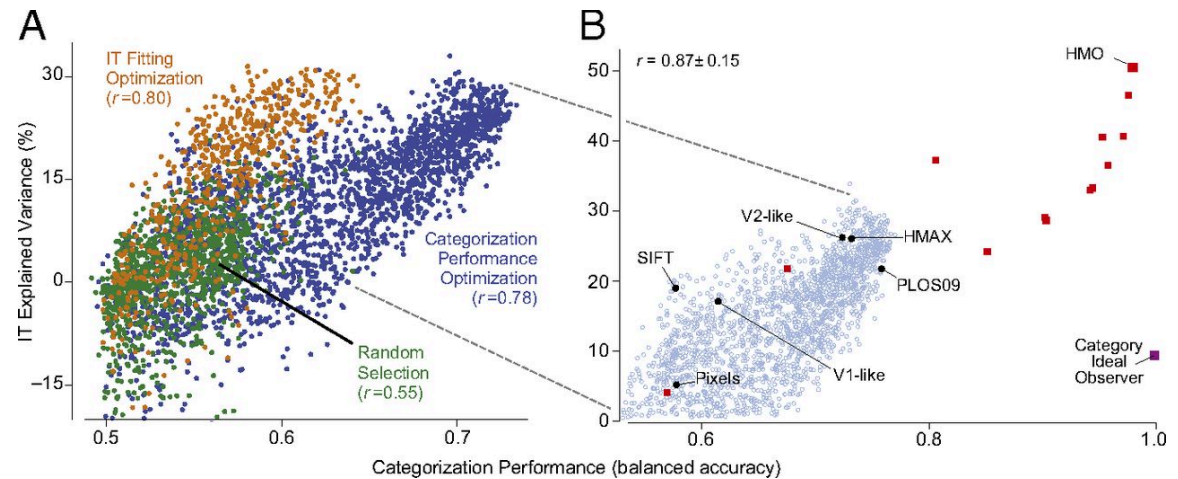 A
IT Fitting
Optimization
(r=0.80)
30
15
0
−15
IT Explained Variance (%)
Categorization
Performance
Optimization
(r=0.78)
Random
Selection
(r=0.55)
0.5
0.6
0.7
B
r = 0.87± 0.15
HMO
50
40
30
20
10
0
V2-like
HMAX
SIFT
PLOS09
V1-like
Pixels
Category
Ideal
Observer
0.6
0.8
1.0
Categorization Performance (balanced accuracy)